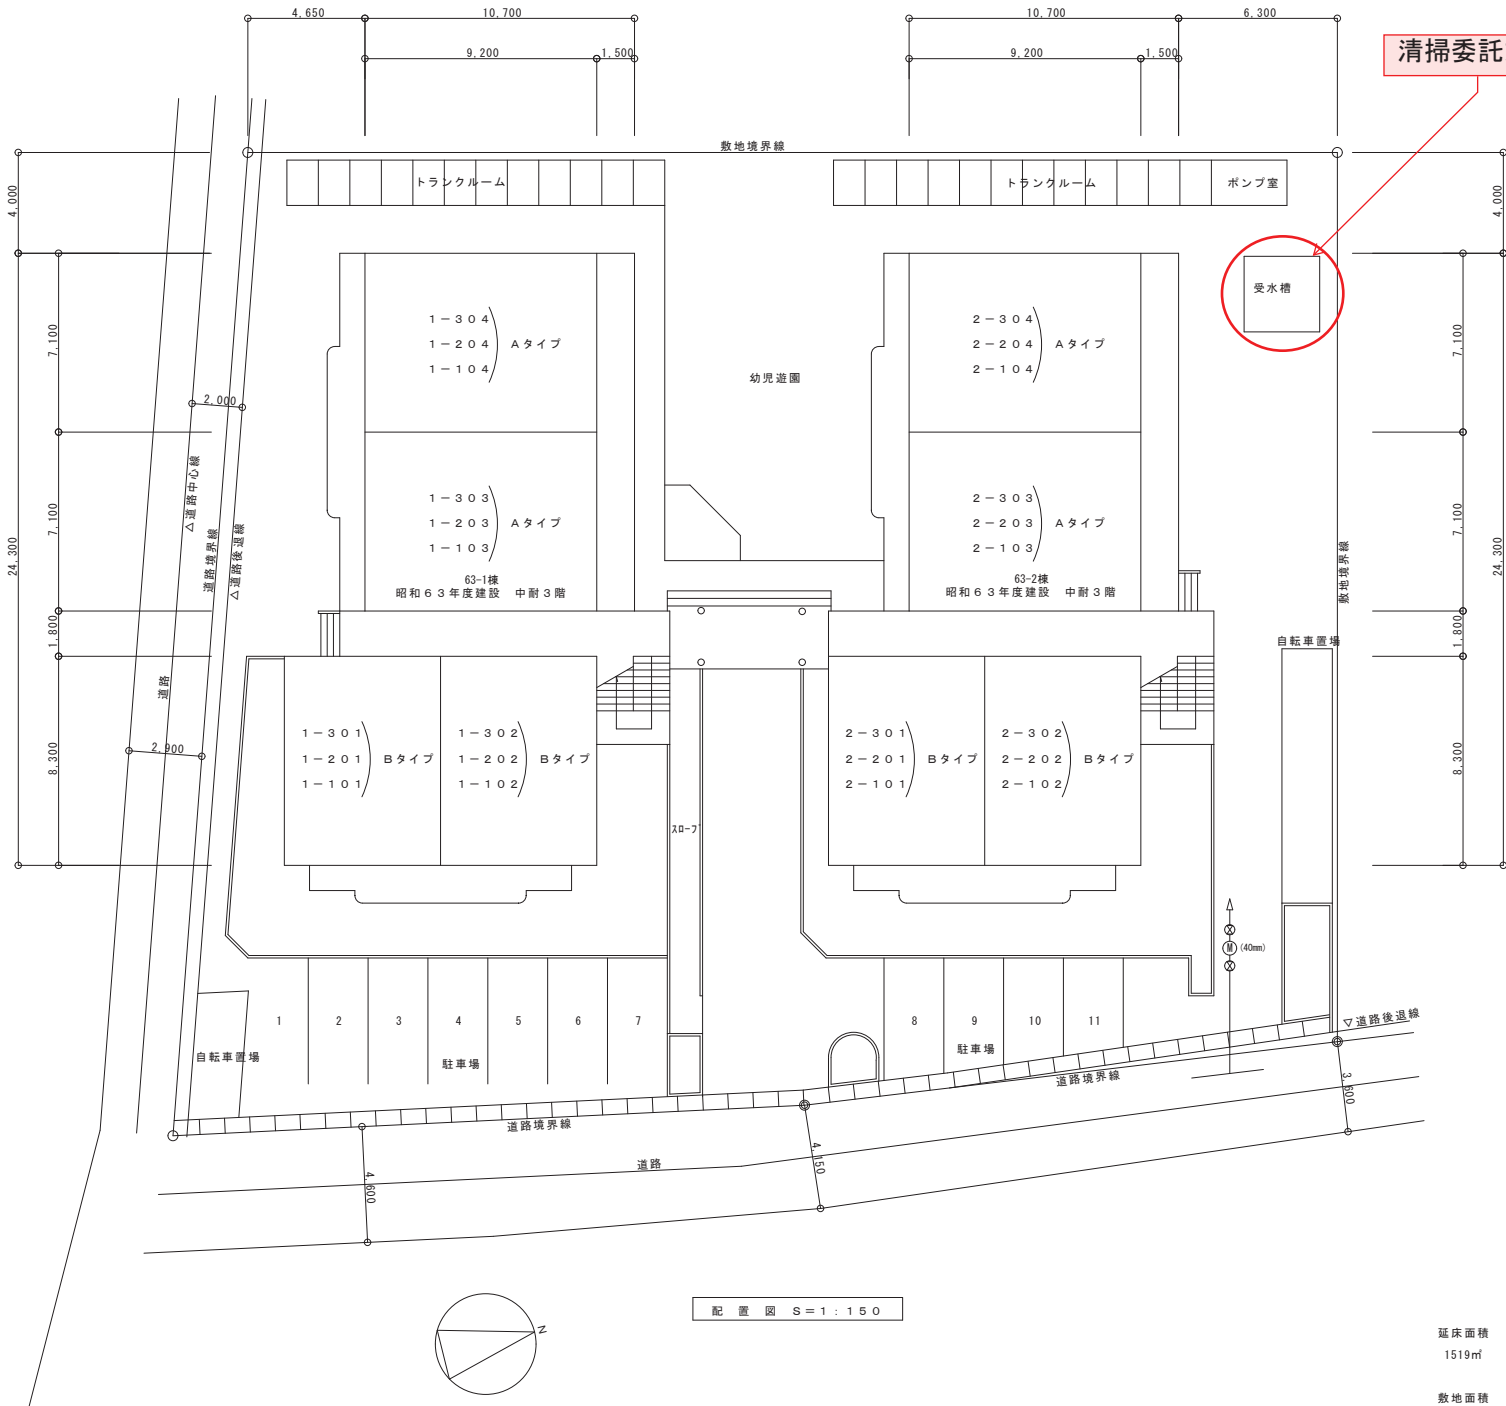 4,650
10,700
10,700
6,300
9,200
1,500
9,200
1,500
清掃委託
敷地境界線
トランクルーム
トランクルーム
ポンプ室
4,000
4,000
受水槽
1－304
1－204
1－104
Aタイプ
2－304
2－204
2－104
Aタイプ
幼児遊園
7,100
7,100
2,000
△道路中心線
道路境界線
△道路後退線
1－303
1－203
1－103
Aタイプ
2－303
2－203
2－103
Aタイプ
7,100
7,100
24,300
24,300
敷地境界線
63-1棟
昭和６３年度建設　中耐３階
63-2棟
昭和６３年度建設　中耐３階
1,800
1,800
自転車置場
道路
2,900
1－301
1－201
1－101
Bタイプ
1－302
1－202
1－102
Bタイプ
2－301
2－201
2－101
Bタイプ
2－302
2－202
2－102
Bタイプ
8,300
8,300
スロープ
M
(40mm)
1
2
3
4
5
6
7
8
9
10
11
自転車置場
駐車場
駐車場
▽道路後退線
道路境界線
道路境界線
道路
4,600
4,150
3,600
N
配　置　図　Ｓ＝１：１５０
延床面積
1519㎡
敷地面積